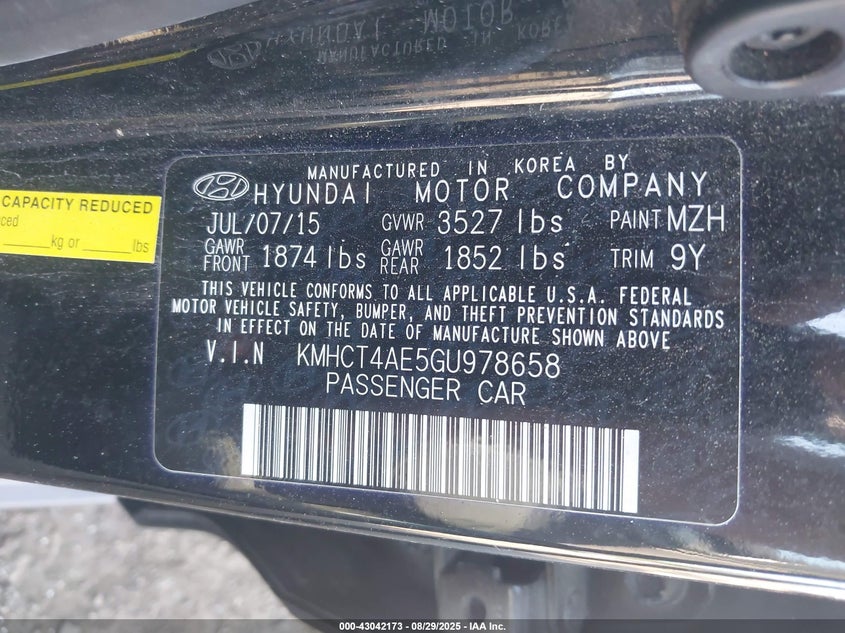 MANUFACTURED IN KOREA BY
HYUNDAI MOTOR COMPANY
JUL/07/15 GVWR 3527 lbs PAINT MZH
GAWR FRONT 1874 lbs GAWR REAR 1852 lbs TRIM 9Y
THIS VEHICLE CONFORMS TO ALL APPLICABLE U.S.A. FEDERAL
MOTOR VEHICLE SAFETY, BUMPER, AND THEFT PREVENTION STANDARDS
IN EFFECT ON THE DATE OF MANUFACTURE SHOWN ABOVE
V.I.N KMHCT4AE5GU978658
PASSENGER CAR
CAPACITY REDUCED
kg or lbs
000-43042173 - 08/29/2025 - IAA Inc.